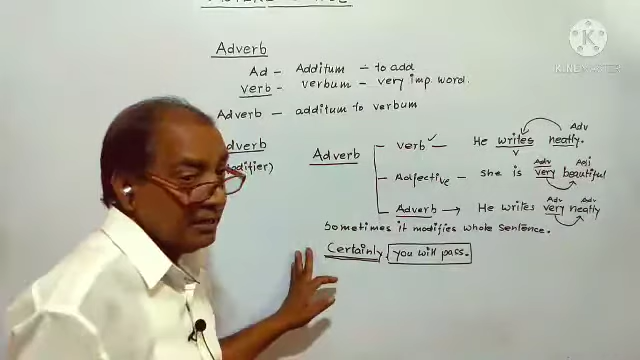 Adverb
Ad - Additum ÷ to add
verb - verbum - very imp. word.
Adverb - additum to verbum
Adverb
Adverb
verb ✓ - He writes neatly. Adv
v
Adjective - she is very beautiful Adv Adj
Adverb → He writes very neatly Adv Adv
Sometimes it modifies whole sentence.
Certainly, you will pass.
KINEMASTER